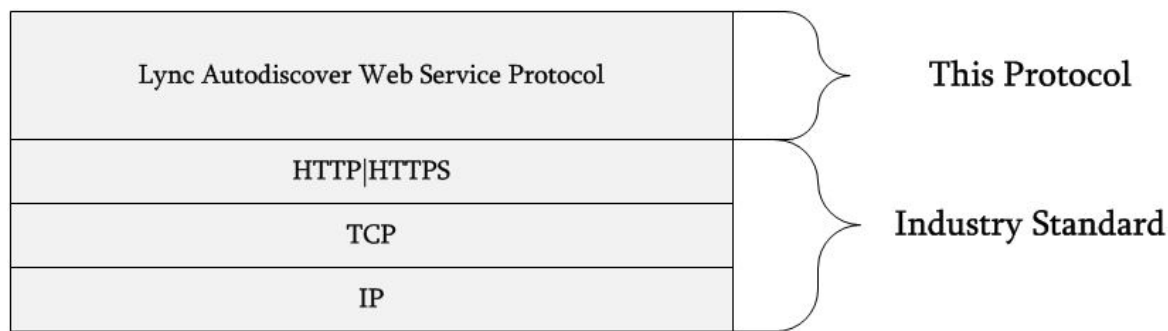 Lync Autodiscover Web Service Protocol
This Protocol
HTTP|HTTPS
TCP
Industry Standard
IP